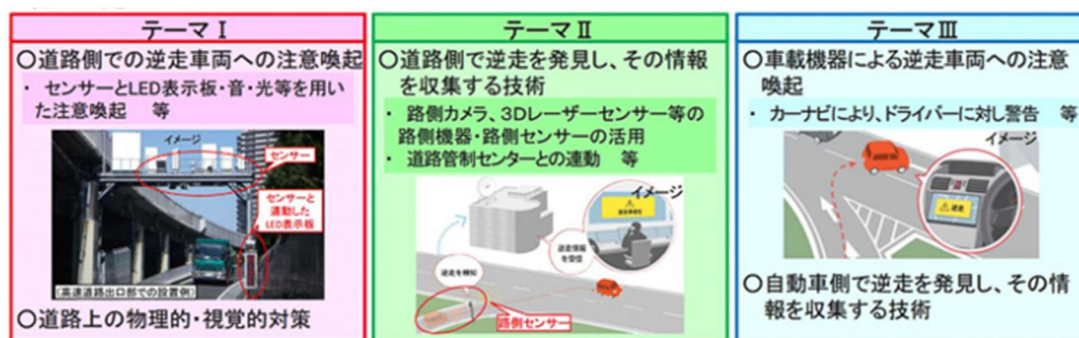 テーマⅠ
〇道路側での逆走車両への注意喚起
・ センサーとLED表示板・音・光等を用い
た注意喚起 等
イメージ
センサー
センサーと
連動した
LED表示板
(高速道路出口部での設置例)
〇道路上の物理的・視覚的対策
テーマⅡ
〇道路側で逆走を発見し、その情報
を収集する技術
・ 路側カメラ、3Dレーザーセンサー等の
路側機器・路側センサーの活用
・ 道路管制センターとの連動 等
イメージ
逆走情報
を受信
逆走を検知
路側センサー
テーマⅢ
〇車載機器による逆走車両への注意
喚起
・ カーナビにより、ドライバーに対し警告 等
イメージ
逆走
〇自動車側で逆走を発見し、その情
報を収集する技術